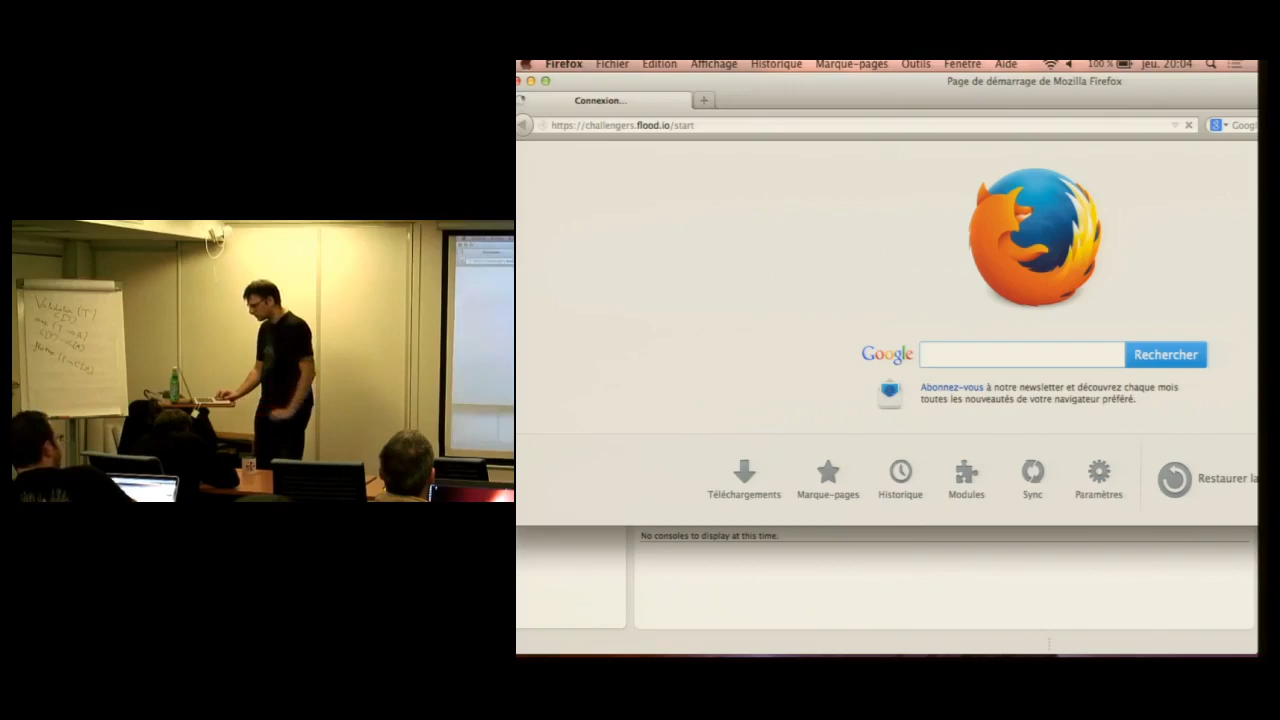 Firefox Fichier Edition Affichage Historique Marque-pages Outils Fenêtre Aide 100 % jeu. 20:04
Page de démarrage de Mozilla Firefox
Connexion...
https://challengers.flood.io/start
Googl
Google
Rechercher
Abonnez-vous à notre newsletter et découvrez chaque mois
toutes les nouveautés de votre navigateur préféré.
Téléchargements Marque-pages Historique Modules Sync Paramètres Restaurer la
No consoles to display at this time.